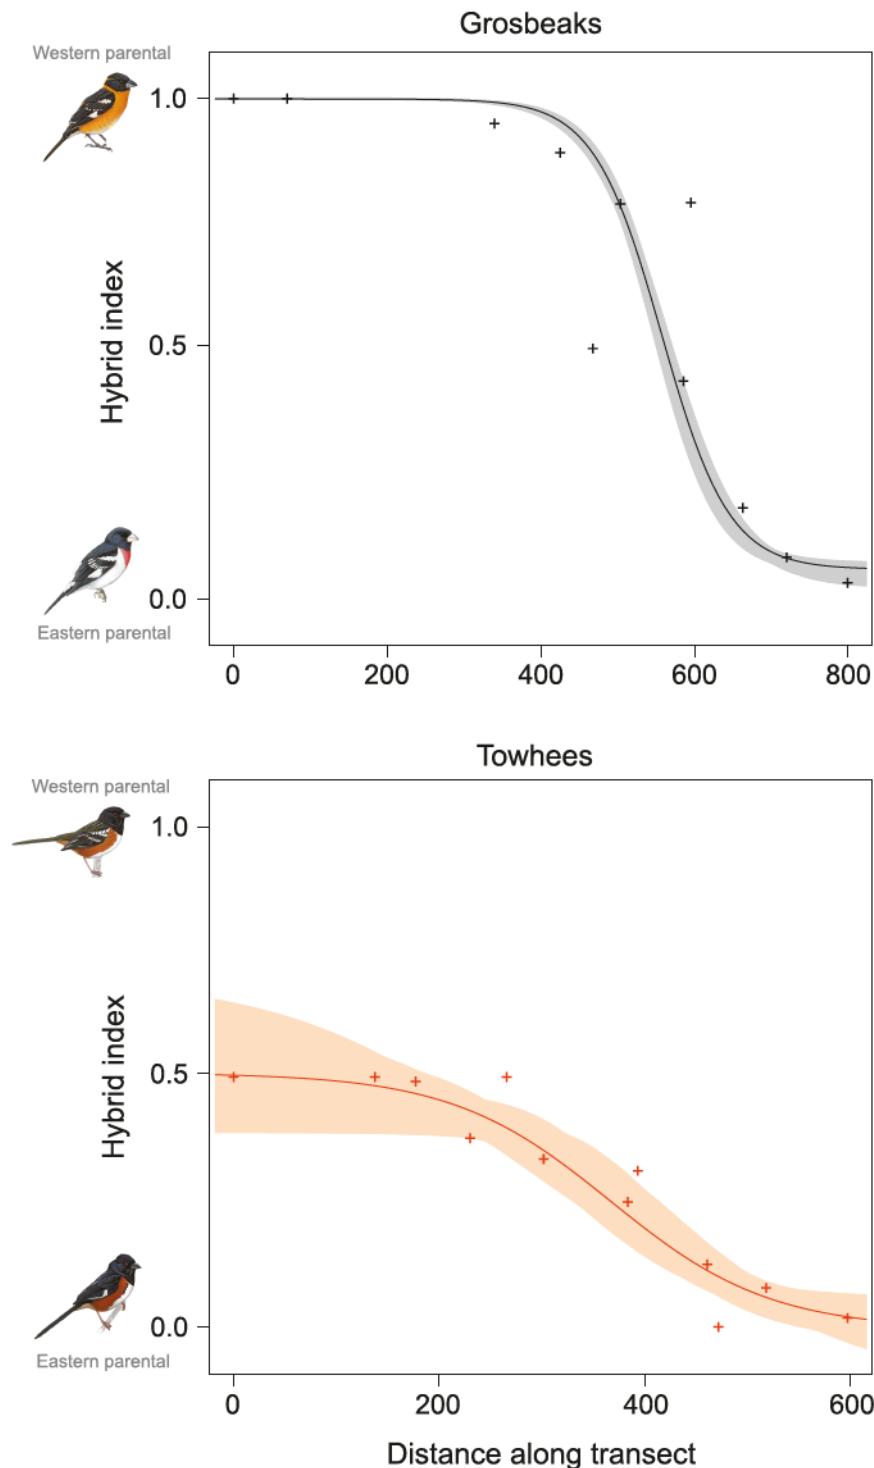 Grosbeaks
Western parental
1.0
Hybrid index
0.5
0.0
Eastern parental
0 200 400 600 800
Towhees
Western parental
1.0
Hybrid index
0.5
0.0
Eastern parental
0 200 400 600
Distance along transect